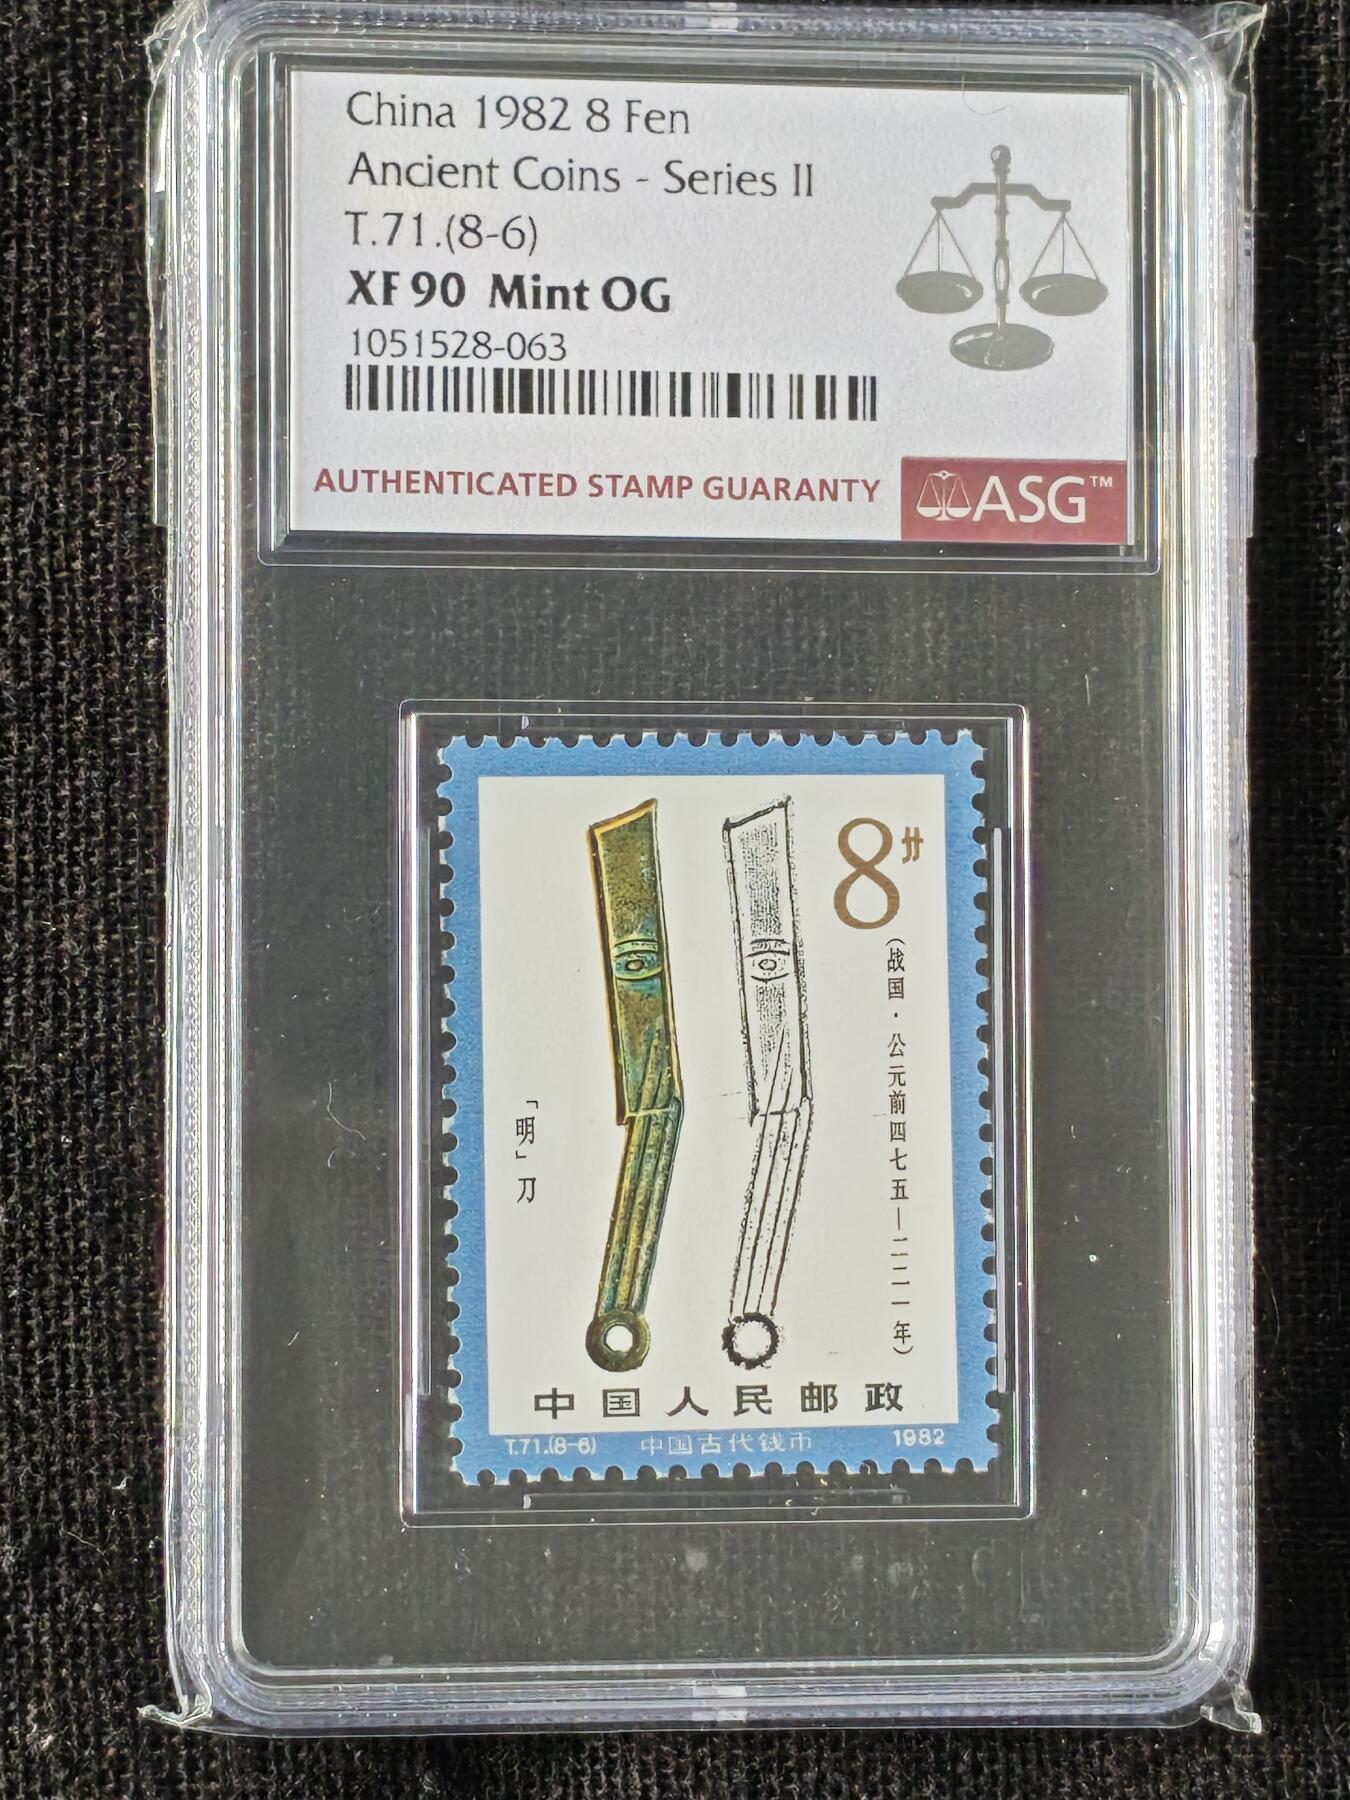 China 1982 8 Fen
Ancient Coins - Series II
T.71.(8-6)
XF 90 Mint OG
1051528-063
AUTHENTICATED STAMP GUARANTY
ASG™
8分
(战国·公元前四七五—二二一年)
「明」刀
中国人民邮政
T.71.(8-6) 中国古代钱币 1982